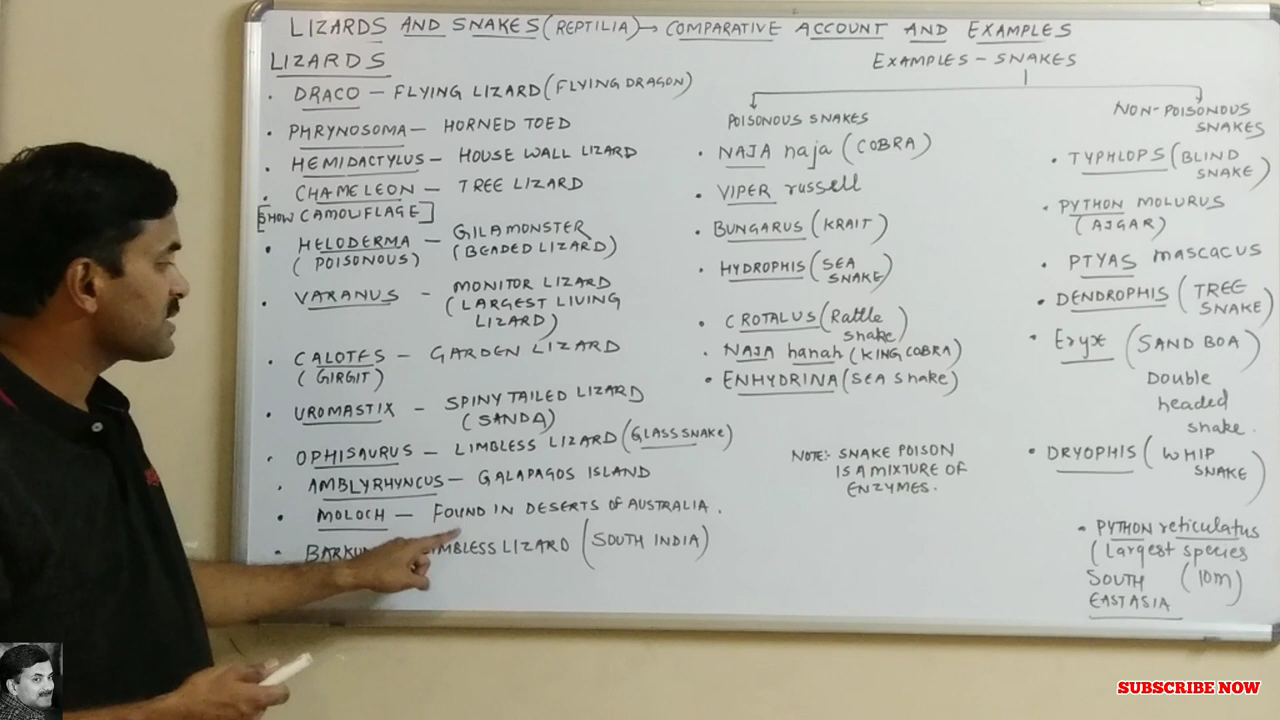 LIZARDS AND SNAKES (REPTILIA) → COMPARATIVE ACCOUNT AND EXAMPLES
LIZARDS
• DRACO — FLYING LIZARD (FLYING DRAGON)
• PHRYNOSOMA — HORNED TOED
• HEMIDACTYLUS — HOUSE WALL LIZARD
• CHAMELEON — TREE LIZARD
[SHOW CAMOWFLAGE]
• HELODERMA — GILAMONSTER
(POISONOUS) (BEADED LIZARD)
• VARANUS — MONITOR LIZARD
(LARGEST LIVING
LIZARD)
• CALOTES — GARDEN LIZARD
(GIRGIT)
• UROMASTIX — SPINY TAILED LIZARD
(SANDA)
• OPHISAURUS — LIMBLESS LIZARD (GLASS SNAKE)
• AMBLYRHYNCUS — GALAPAGOS ISLAND
• MOLOCH — FOUND IN DESERTS OF AUSTRALIA.
• LIZARD (SOUTH INDIA)
EXAMPLES — SNAKES
POISONOUS SNAKES
• NAJA naja (COBRA)
• VIPER russell
• BUNGARUS (KRAIT)
• HYDROPHIS (SEA
SNAKE)
• CROTALUS (Rattle
snake)
• NAJA hanah (KING COBRA)
• ENHYDRINA (SEA Snake)
NOTE:- SNAKE POISON
IS A MIXTURE OF
ENZYMES.
NON-POISONOUS
SNAKES
• TYPHLOPS (BLIND
SNAKE)
• PYTHON MOLURUS
(AJGAR)
• PTYAS MASCACUS
• DENDROPHIS (TREE
SNAKE)
• Eryx (SAND BOA)
Double
headed
snake.
• DRYOPHIS (WHIP
SNAKE)
• PYTHON reticulatus
(Largest species
SOUTH (10m)
EASTASIA
SUBSCRIBE NOW